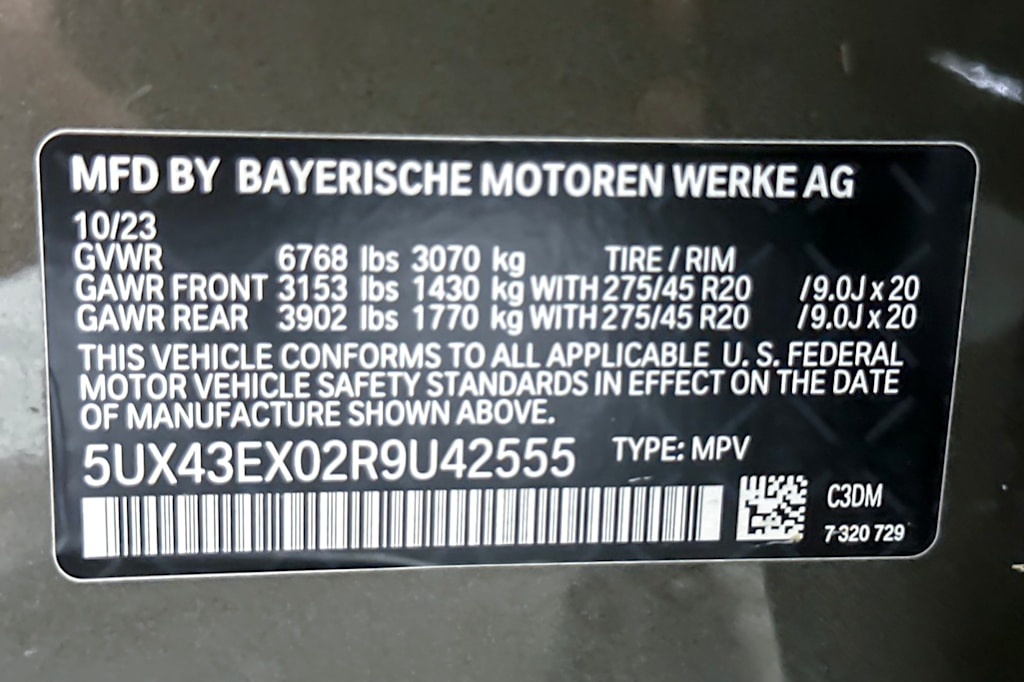 MFD BY BAYERISCHE MOTOREN WERKE AG
10/23
GVWR 6768 lbs 3070 kg TIRE / RIM
GAWR FRONT 3153 lbs 1430 kg WITH 275/45 R20 /9.0J x 20
GAWR REAR 3902 lbs 1770 kg WITH 275/45 R20 /9.0J x 20
THIS VEHICLE CONFORMS TO ALL APPLICABLE U. S. FEDERAL
MOTOR VEHICLE SAFETY STANDARDS IN EFFECT ON THE DATE
OF MANUFACTURE SHOWN ABOVE.
5UX43EX02R9U42555 TYPE: MPV
C3DM
7 320 729